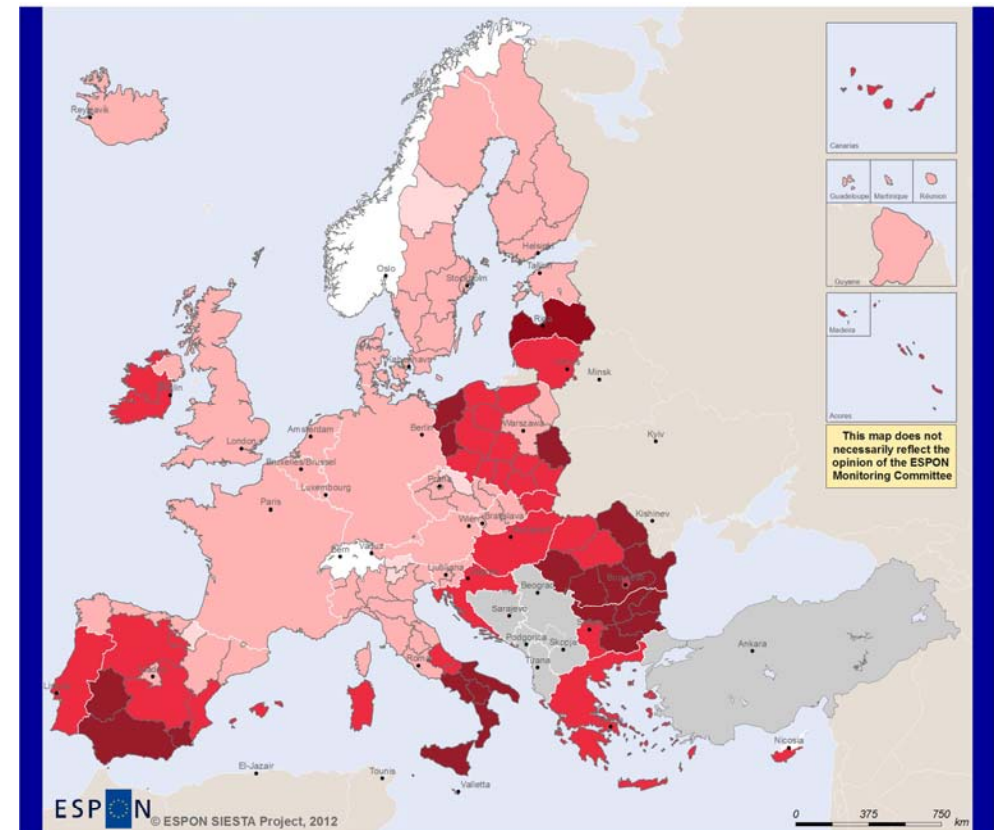 Canarias
Reykjavik
Guadeloupe
Martinique
Réunion
Guyane
Helsinki
Oslo
Tallinn
Stockholm
Madeira
Riga
København
Minsk
Acores
Dublin
Berlin
Warszawa
Amsterdam
London
Kyiv
This map does not
necessarily reflect the
opinion of the ESPON
Monitoring Committee
Bruxelles/Brussel
Luxembourg
Praha
Paris
Wien
Bratislava
Kishinev
Bern
Vaduz
Ljubljana
Beograd
Sarajevo
Podgorica
Skopje
Ankara
Tirana
Roma
Nicosia
El-Jazair
Tounis
Valletta
ESPON
© ESPON SIESTA Project, 2012
0 375 750
km